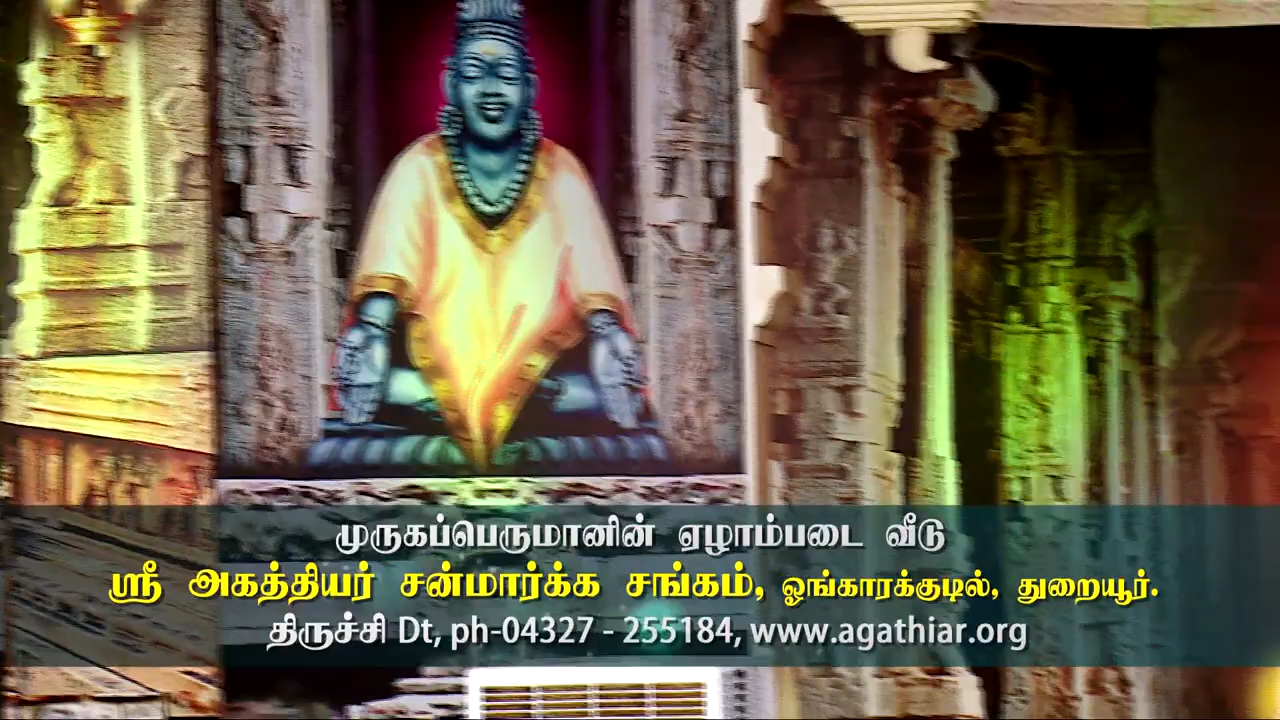 முருகப்பெருமானின் ஏழாம்படை வீடு
ஸ்ரீ அகத்தியர் சன்மார்க்க சங்கம், ஓங்காரக்குடில், துறையூர்.
திருச்சி Dt, ph-04327 - 255184, www.agathiar.org